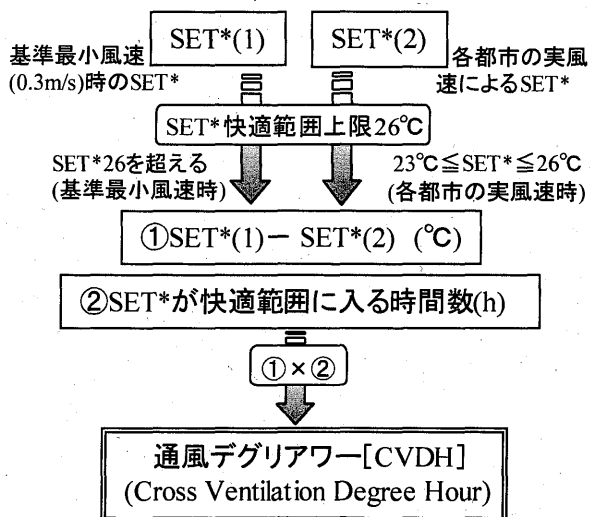 SET*(1)
SET*(2)
基準最小風速
(0.3m/s)時のSET*
各都市の実風
速によるSET*
SET*快適範囲上限26℃
SET*26を超える
(基準最小風速時)
23℃≦SET*≦26℃
(各都市の実風速時)
①SET*(1)－ SET*(2) (℃)
②SET*が快適範囲に入る時間数(h)
①×②
通風デグリアワー[CVDH]
(Cross Ventilation Degree Hour)